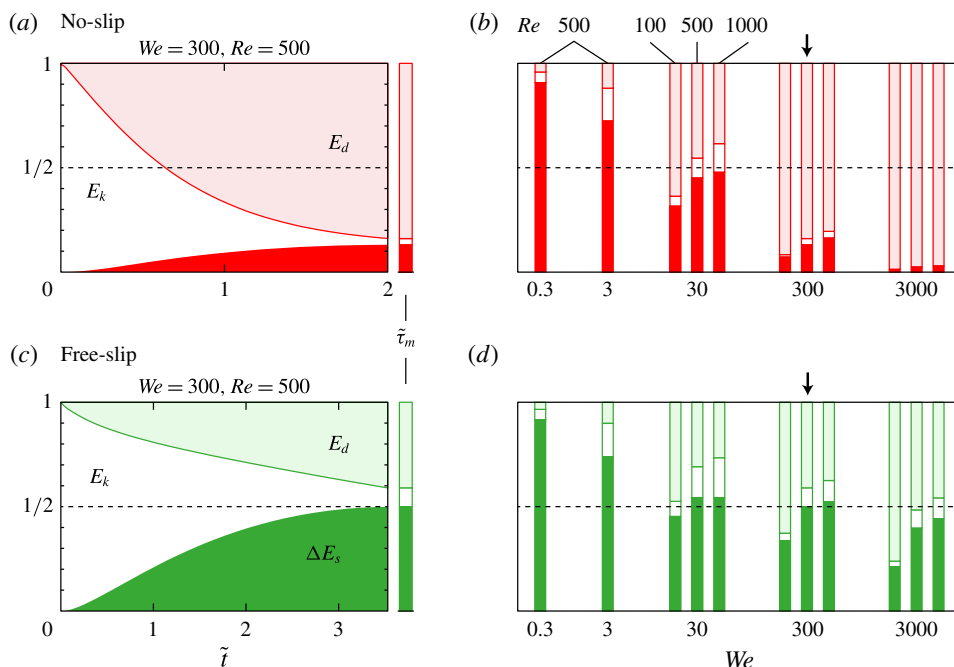 (a) No-slip
We = 300, Re = 500
1
1/2
E_d
E_k
0 1 2
(b) Re 500 100 500 1000
0.3 3 30 300 3000
τ̃_m
(c) Free-slip
We = 300, Re = 500
1
1/2
E_d
E_k
ΔE_s
0 1 2 3
t̃
(d)
0.3 3 30 300 3000
We